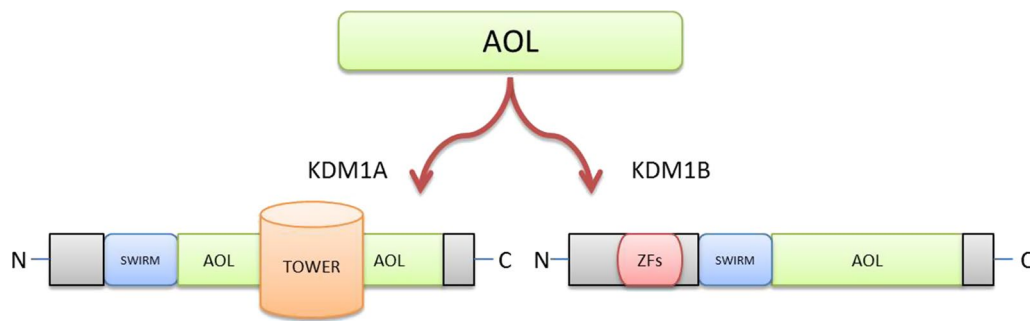 AOL
KDM1A KDM1B
N SWIRM AOL TOWER AOL C N ZFs SWIRM AOL C